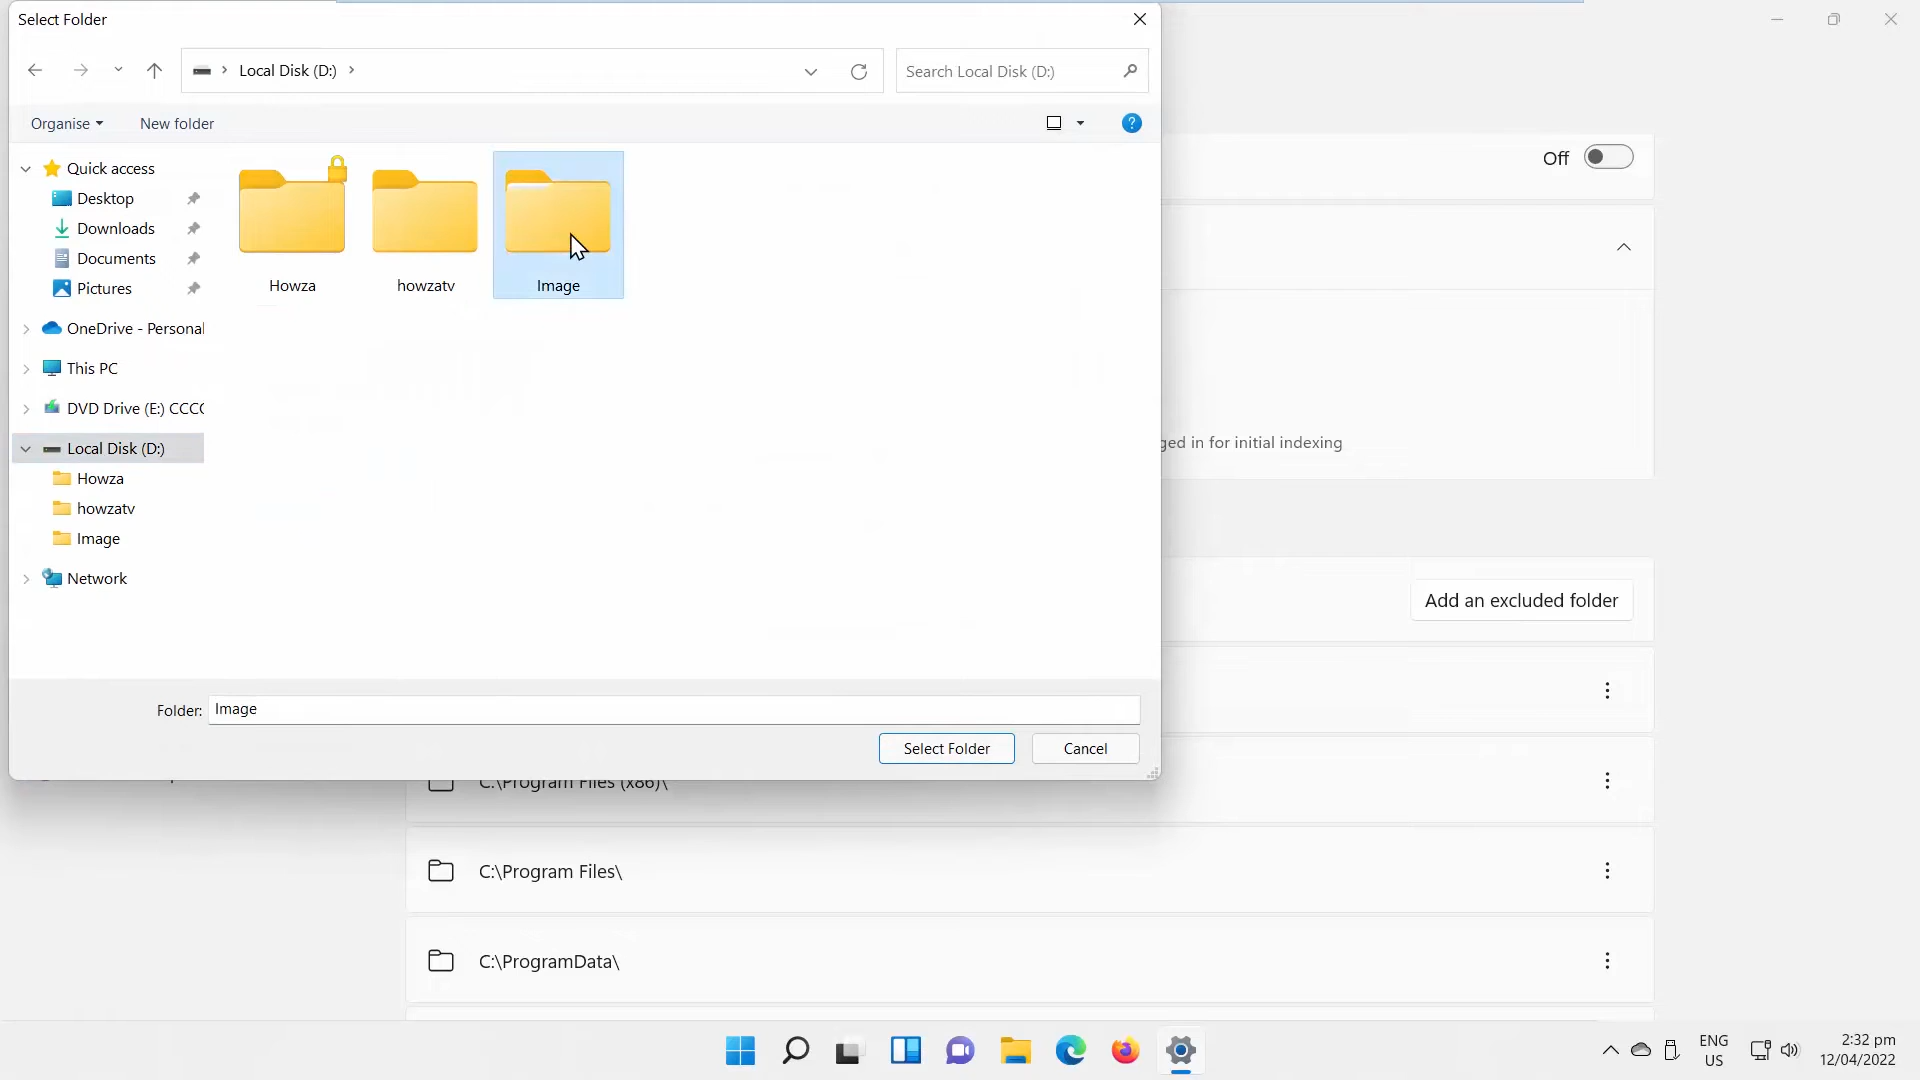 Select Folder
Local Disk (D:)
Search Local Disk (D:)
Organise
New folder
Quick access
Desktop
Downloads
Documents
Pictures
OneDrive - Personal
This PC
DVD Drive (E:) CCC
Local Disk (D:)
Howza
howzatv
Image
Network
Howza
howzatv
Image
Folder:
Image
Select Folder
Cancel
Off
ged in for initial indexing
Add an excluded folder
C:\Program Files (x86)\
C:\Program Files\
C:\ProgramData\
ENG
US
2:32 pm
12/04/2022